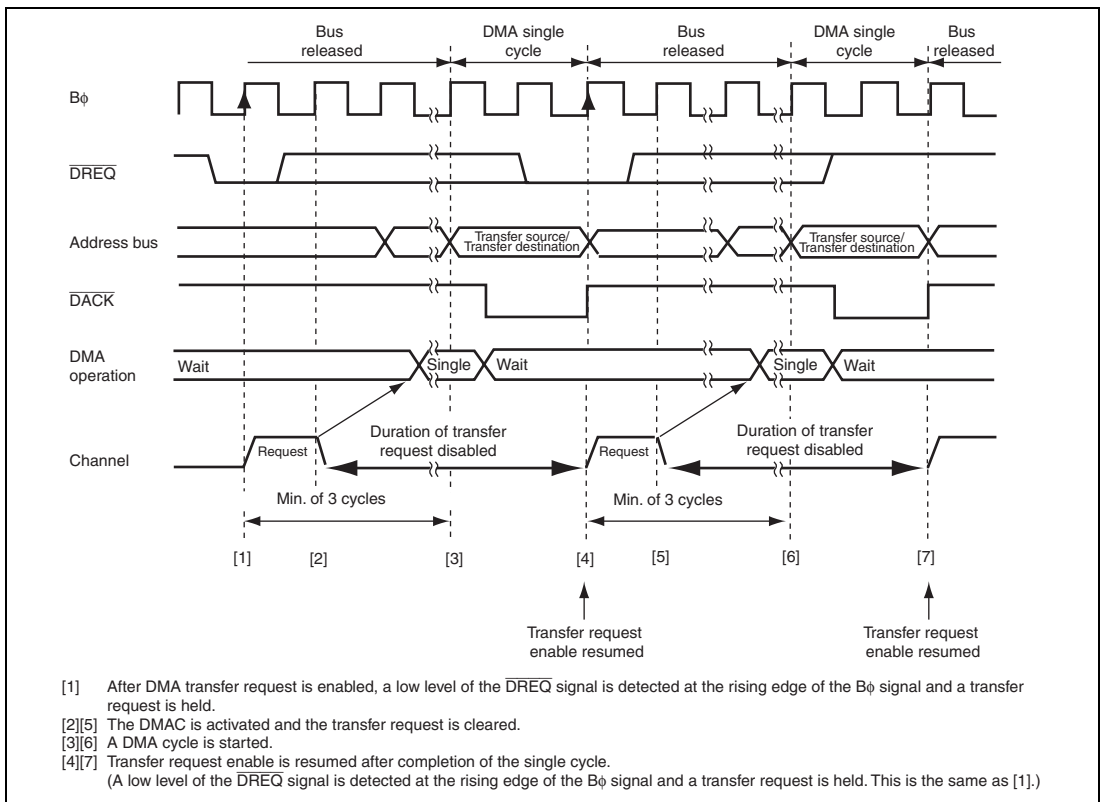 Bus released
DMA single cycle
Bus released
DMA single cycle
Bus released
Bφ
DREQ
Address bus
Transfer source/
Transfer destination
Transfer source/
Transfer destination
DACK
DMA operation
Wait
Single
Wait
Single
Wait
Channel
Request
Duration of transfer request disabled
Request
Duration of transfer request disabled
Min. of 3 cycles
Min. of 3 cycles
[1] [2] [3] [4] [5] [6] [7]
Transfer request enable resumed
Transfer request enable resumed
[1] After DMA transfer request is enabled, a low level of the DREQ signal is detected at the rising edge of the Bφ signal and a transfer
request is held.
[2][5] The DMAC is activated and the transfer request is cleared.
[3][6] A DMA cycle is started.
[4][7] Transfer request enable is resumed after completion of the single cycle.
(A low level of the DREQ signal is detected at the rising edge of the Bφ signal and a transfer request is held. This is the same as [1].)